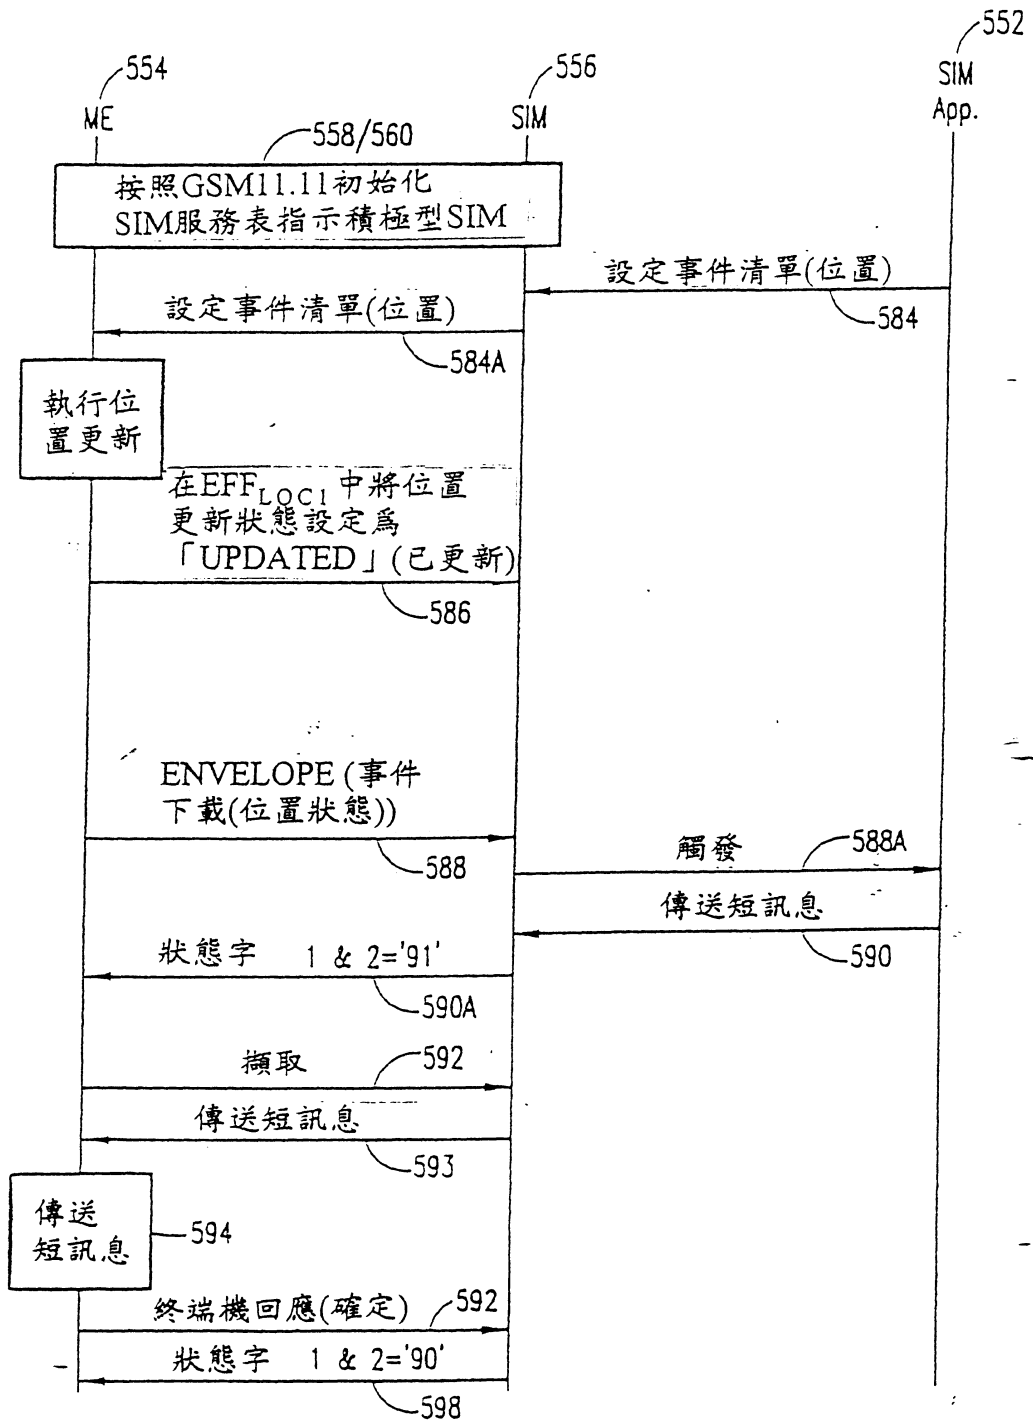 552
SIM
App.
554
ME
556
SIM
558/560
按照GSM11.11初始化
SIM服務表指示積極型SIM
設定事件清單(位置)
584
設定事件清單(位置)
584A
執行位
置更新
在EFF LOC1 中將位置
更新狀態設定爲
「UPDATED」(已更新)
586
ENVELOPE (事件
下載(位置狀態))
588
觸發
588A
傳送短訊息
590
狀態字 1 & 2='91'
590A
擷取
592
傳送短訊息
593
傳送
短訊息
594
終端機回應(確定)
592
狀態字 1 & 2='90'
598